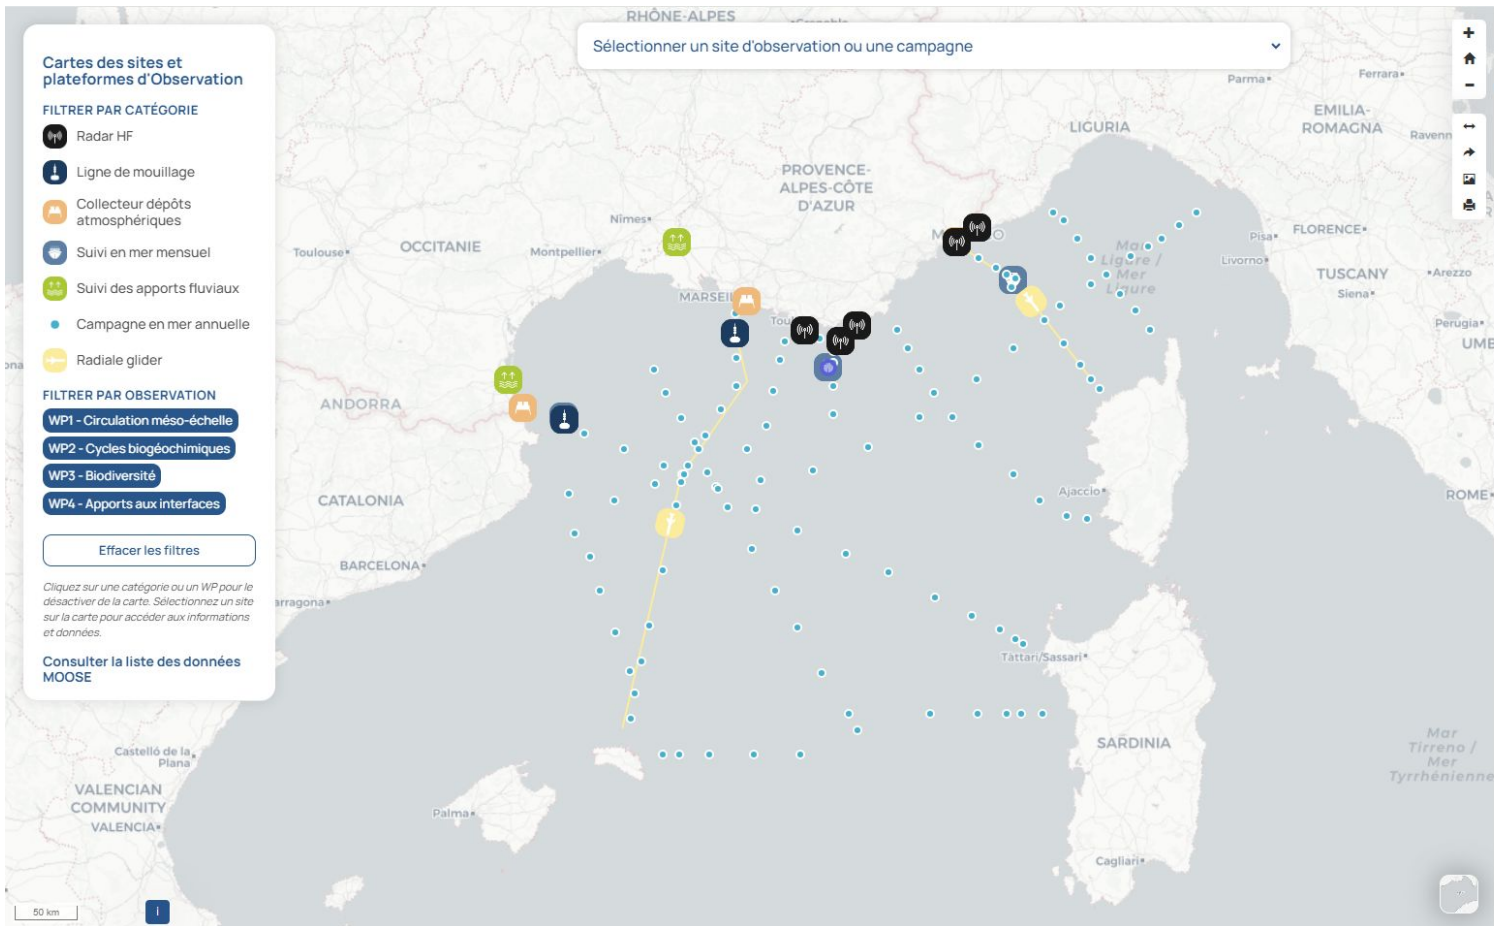 Cartes des sites et
plateformes d'Observation
FILTRER PAR CATÉGORIE
Radar HF
Ligne de mouillage
Collecteur dépôts
atmosphériques
Suivi en mer mensuel
Suivi des apports fluviaux
Campagne en mer annuelle
Radiale glider
FILTRER PAR OBSERVATION
WP1 - Circulation méso-échelle
WP2 - Cycles biogéochimiques
WP3 - Biodiversité
WP4 - Apports aux interfaces
Effacer les filtres
Cliquez sur une catégorie ou un WP pour le
désactiver de la carte. Sélectionnez un site
sur la carte pour accéder aux informations
et données.
Consulter la liste des données
MOOSE
Sélectionner un site d'observation ou une campagne
RHÔNE-ALPES
Parma
Ferrara
EMILIA-
ROMAGNA
LIGURIA
PROVENCE-
ALPES-CÔTE
D'AZUR
Nîmes
Toulouse
OCCITANIE
Montpellier
Pisa
FLORENCE
Livorno
Mar
Ligure /
Mer
Ligure
TUSCANY
Arezzo
Siena
Perugia
ANDORRA
CATALONIA
BARCELONA
Ajaccio
ROME
Tàttari/Sassari
SARDINIA
Mar
Tirreno /
Mer
Tyrrhénienne
Castelló de la
Plana
VALENCIAN
COMMUNITY
VALENCIA
Palma
Cagliari
50 km